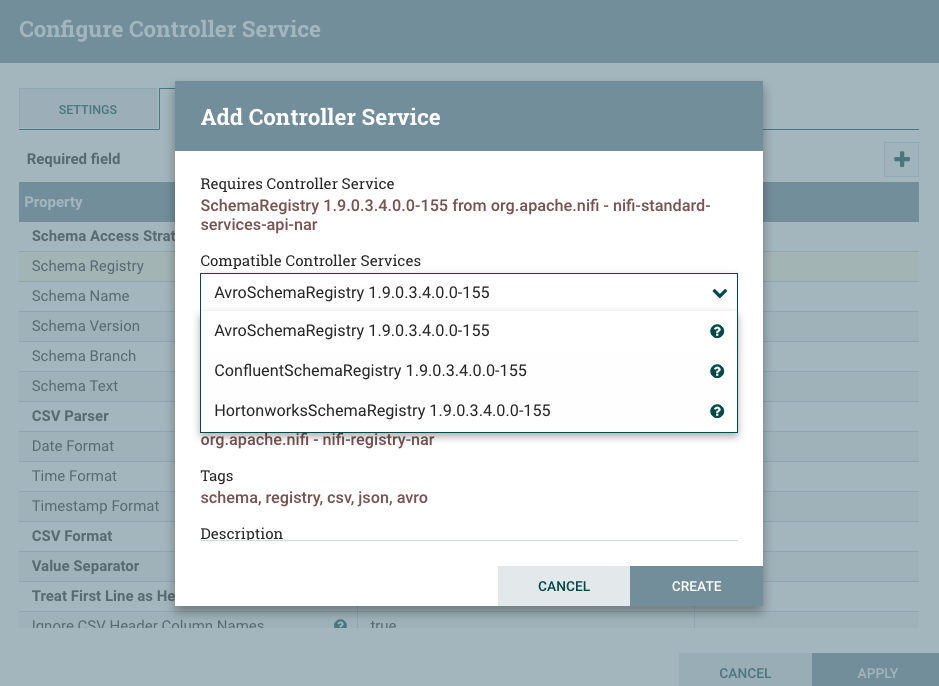 Configure Controller Service
SETTINGS
Required field
Property
Schema Access Strat
Schema Registry
Schema Name
Schema Version
Schema Branch
Schema Text
CSV Parser
Date Format
Time Format
Timestamp Format
CSV Format
Value Separator
Treat First Line as He
Ignore CSV Header Column Names
true
Add Controller Service
Requires Controller Service
SchemaRegistry 1.9.0.3.4.0.0-155 from org.apache.nifi - nifi-standard-
services-api-nar
Compatible Controller Services
AvroSchemaRegistry 1.9.0.3.4.0.0-155
AvroSchemaRegistry 1.9.0.3.4.0.0-155
ConfluentSchemaRegistry 1.9.0.3.4.0.0-155
HortonworksSchemaRegistry 1.9.0.3.4.0.0-155
org.apache.nifi - nifi-registry-nar
Tags
schema, registry, csv, json, avro
Description
CANCEL
CREATE
CANCEL
APPLY